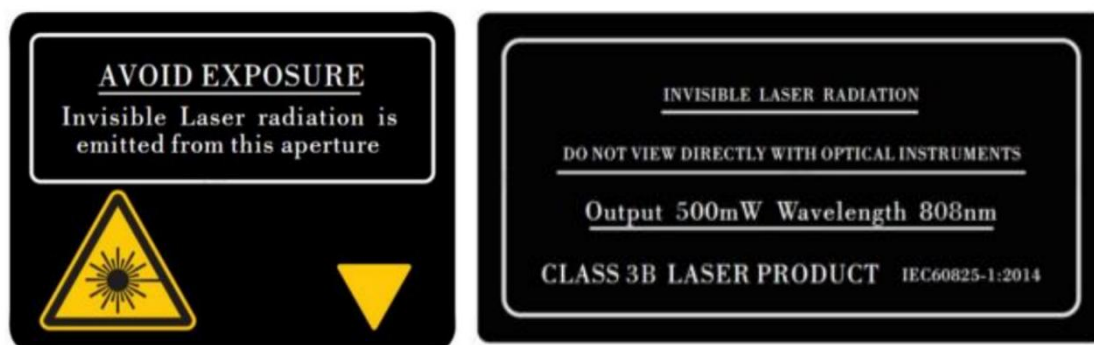 AVOID EXPOSURE
Invisible Laser radiation is
emitted from this aperture
INVISIBLE LASER RADIATION
DO NOT VIEW DIRECTLY WITH OPTICAL INSTRUMENTS
Output 500mW Wavelength 808nm
CLASS 3B LASER PRODUCT IEC60825-1:2014